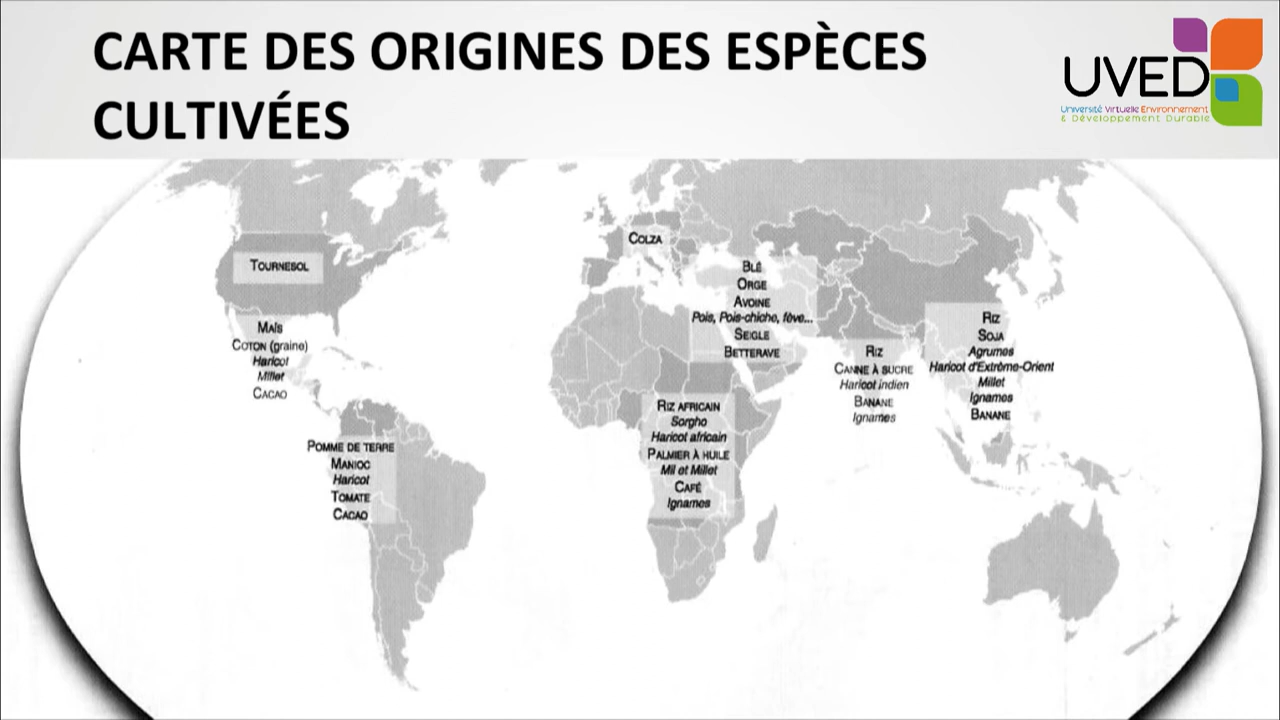 CARTE DES ORIGINES DES ESPÈCES
CULTIVÉES
UVED
Université Virtuelle Environnement
& Développement Durable
TOURNESOL
MAÏS
COTON (graine)
Haricot
Millet
CACAO
POMME DE TERRE
MANIOC
Haricot
TOMATE
CACAO
COLZA
BLÉ
ORGE
AVOINE
Pois, Pois-chiche, fève...
SEIGLE
BETTERAVE
RIZ AFRICAIN
Sorgho
Haricot africain
PALMIER À HUILE
Mil et Millet
CAFÉ
Ignames
RIZ
CANNE À SUCRE
Haricot indien
BANANE
Ignames
RIZ
SOJA
Agrumes
Haricot d'Extrême-Orient
Millet
Ignames
BANANE